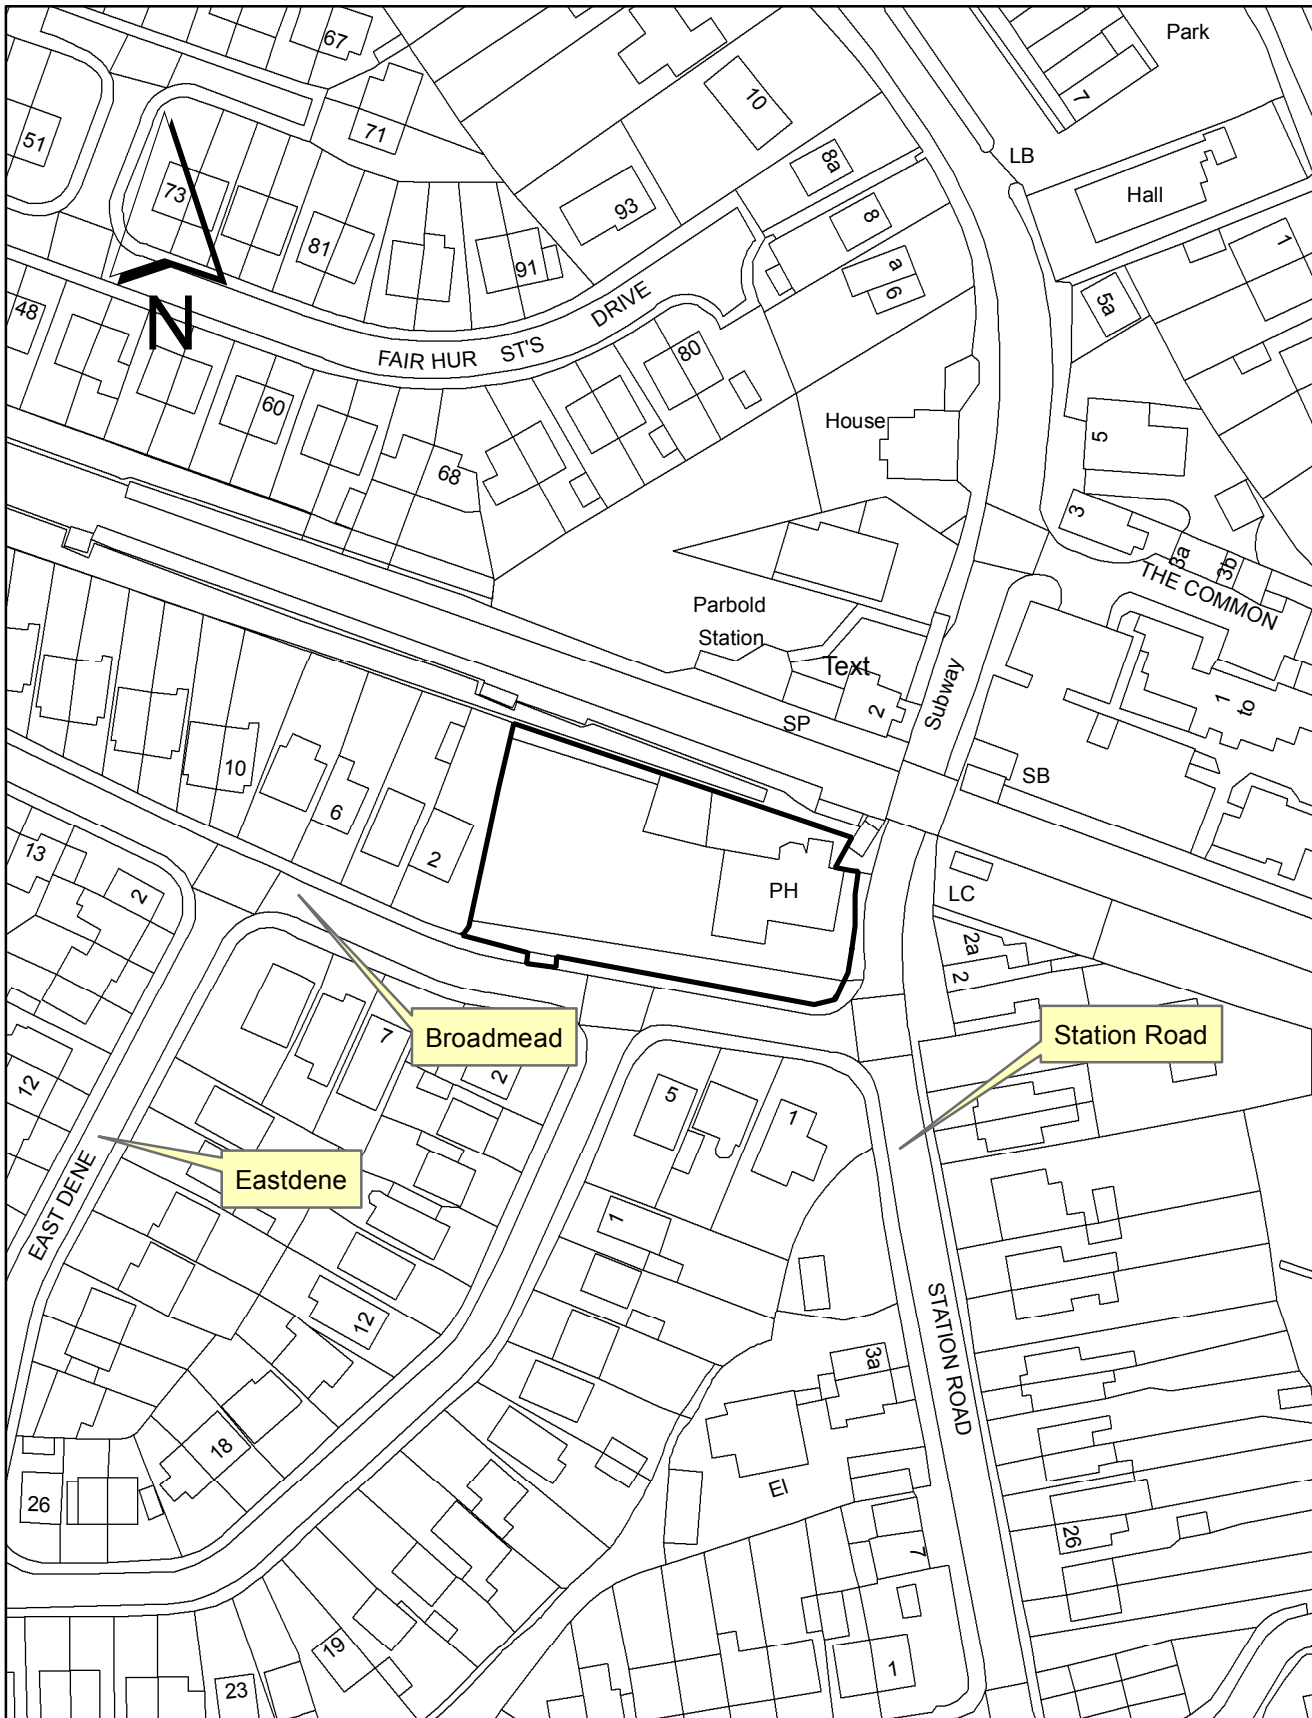 67
Park
10
7
51
71
LB
8a
73
Hall
93
8
81
1
a
91
6
5a
48
N
DRIVE
FAIR HUR ST'S
80
60
House
5
68
3
3a
3b
THE COMMON
Parbold
Station
Text
Subway
2
1
to
SP
10
SB
6
2
13
PH
2
LC
2a
2
Broadmead
Station Road
7
2
12
5
1
Eastdene
EAST DENE
1
12
STATION ROAD
3a
18
El
26
26
7
19
1
23